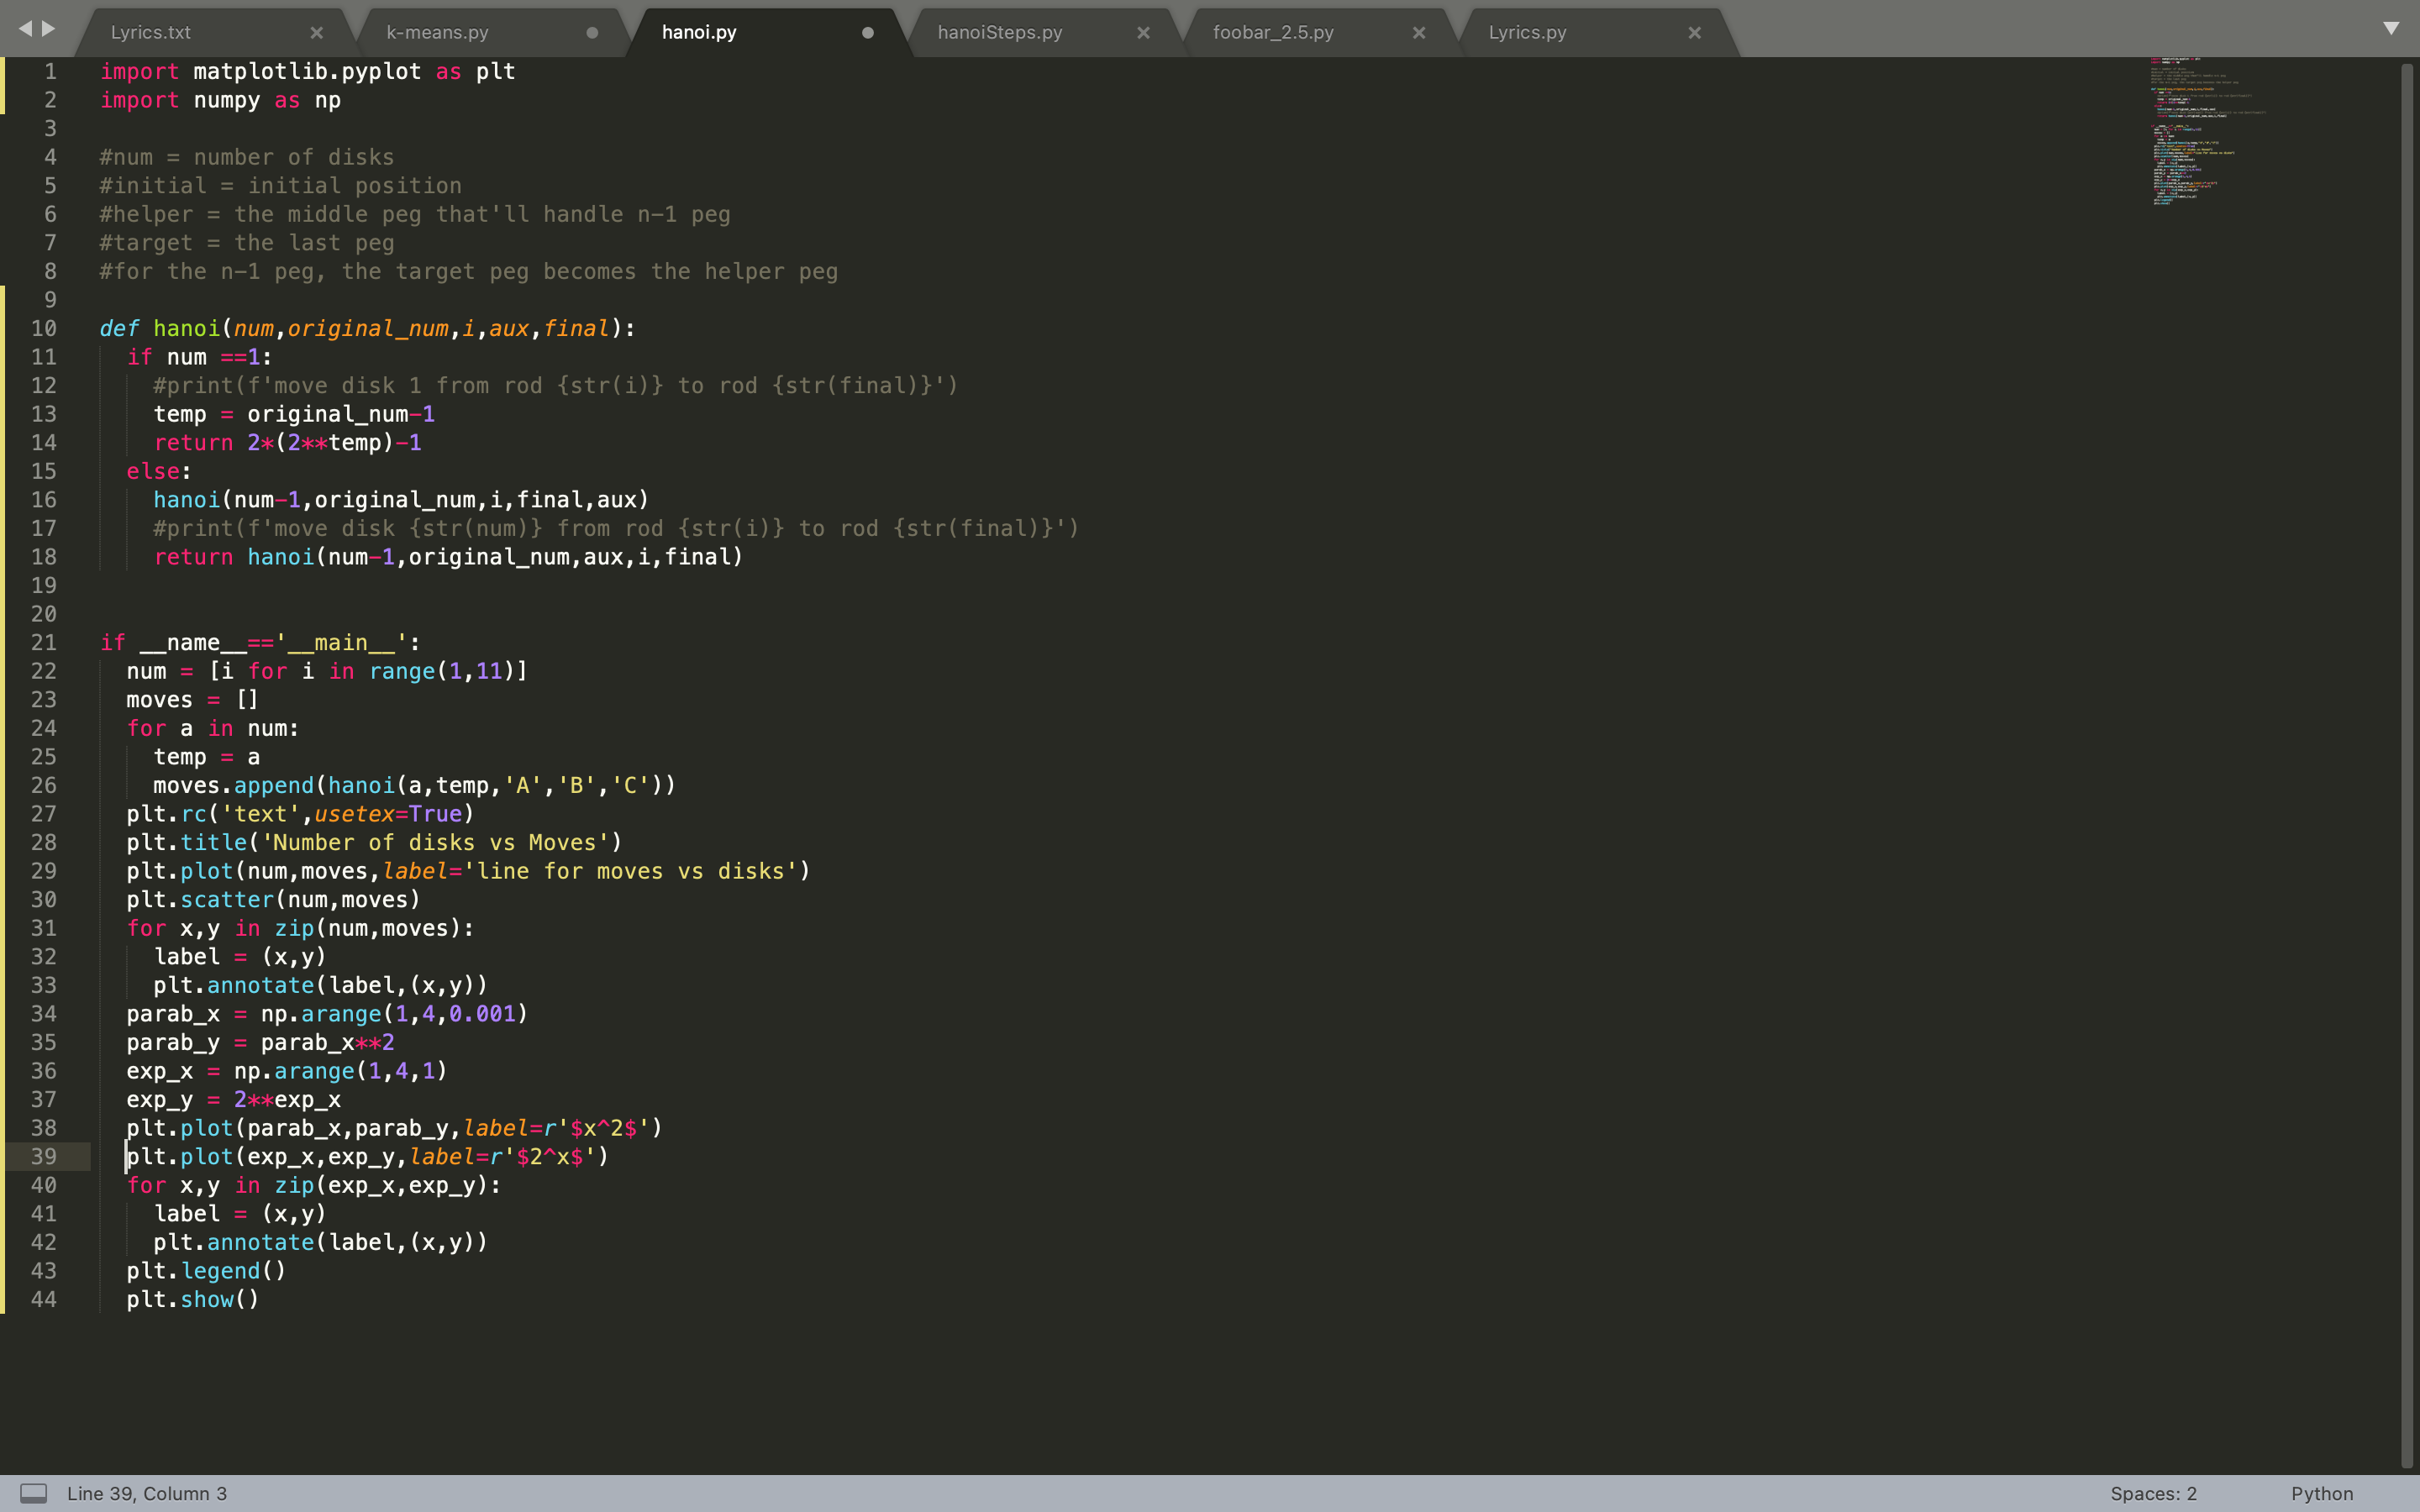 Lyrics.txt
k-means.py
hanoi.py
hanoiSteps.py
foobar_2.5.py
Lyrics.py
1 import matplotlib.pyplot as plt
2 import numpy as np
3
4 #num = number of disks
5 #initial = initial position
6 #helper = the middle peg that'll handle n-1 peg
7 #target = the last peg
8 #for the n-1 peg, the target peg becomes the helper peg
9
10 def hanoi(num,original_num,i,aux,final):
11   if num ==1:
12     #print(f'move disk 1 from rod {str(i)} to rod {str(final)}')
13     temp = original_num-1
14     return 2*(2**temp)-1
15   else:
16     hanoi(num-1,original_num,i,final,aux)
17     #print(f'move disk {str(num)} from rod {str(i)} to rod {str(final)}')
18     return hanoi(num-1,original_num,aux,i,final)
19
20
21 if __name__=='__main__':
22   num = [i for i in range(1,11)]
23   moves = []
24   for a in num:
25     temp = a
26     moves.append(hanoi(a,temp,'A','B','C'))
27   plt.rc('text',usetex=True)
28   plt.title('Number of disks vs Moves')
29   plt.plot(num,moves,label='line for moves vs disks')
30   plt.scatter(num,moves)
31   for x,y in zip(num,moves):
32     label = (x,y)
33     plt.annotate(label,(x,y))
34   parab_x = np.arange(1,4,0.001)
35   parab_y = parab_x**2
36   exp_x = np.arange(1,4,1)
37   exp_y = 2**exp_x
38   plt.plot(parab_x,parab_y,label=r'$x^2$')
39   plt.plot(exp_x,exp_y,label=r'$2^x$')
40   for x,y in zip(exp_x,exp_y):
41     label = (x,y)
42     plt.annotate(label,(x,y))
43   plt.legend()
44   plt.show()
Line 39, Column 3
Spaces: 2
Python